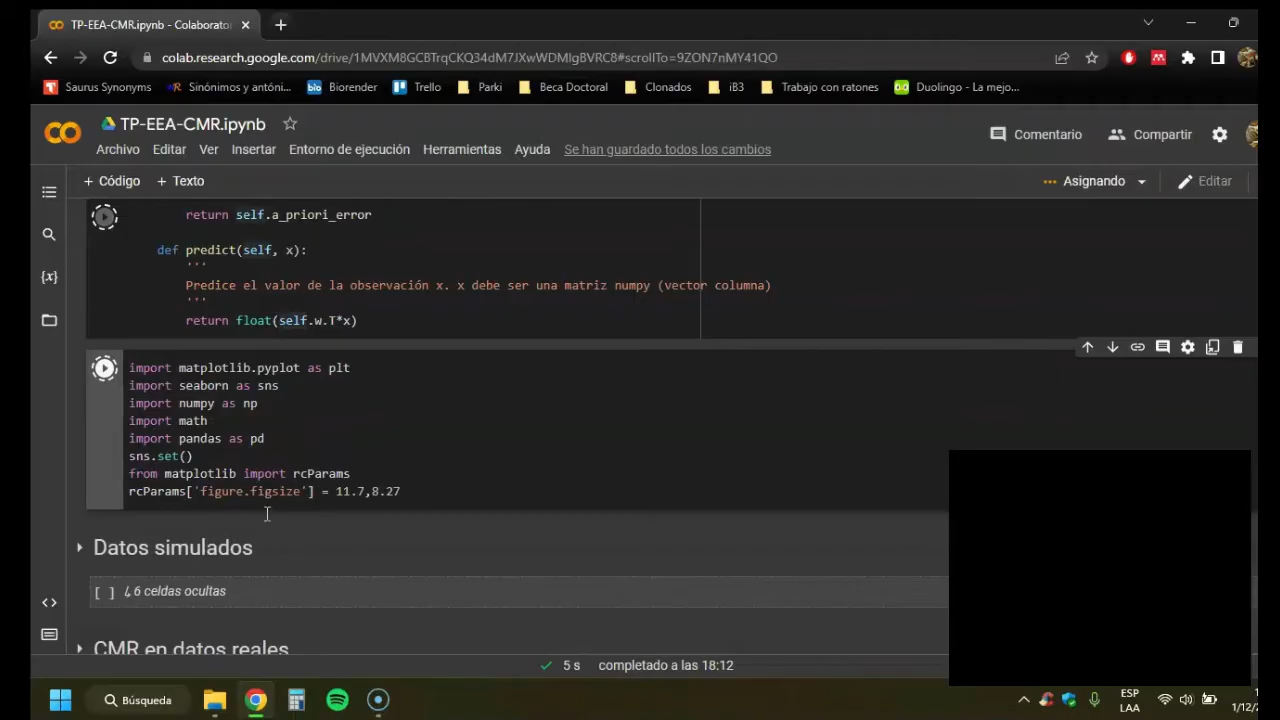 TP-EEA-CMR.ipynb - Colaborato
colab.research.google.com/drive/1MVXM8GCBTrqCKQ34dM7JXwWDMIgBVRC8#scrollTo=9ZON7nMY41QO
Saurus Synonyms Sinónimos y antóni... Biorender Trello Parki Beca Doctoral Clonados iB3 Trabajo con ratones Duolingo - La mejo...
TP-EEA-CMR.ipynb
Comentario Compartir
Archivo Editar Ver Insertar Entorno de ejecución Herramientas Ayuda Se han guardado todos los cambios
+ Código + Texto Asignando Editar
return self.a_priori_error
def predict(self, x):
'''
Predice el valor de la observación x. x debe ser una matriz numpy (vector columna)
'''
return float(self.w.T*x)
import matplotlib.pyplot as plt
import seaborn as sns
import numpy as np
import math
import pandas as pd
sns.set()
from matplotlib import rcParams
rcParams['figure.figsize'] = 11.7,8.27
Datos simulados
[ ] ↳ 6 celdas ocultas
CMR en datos reales
5 s completado a las 18:12
Búsqueda
ESP
LAA
1/12/2